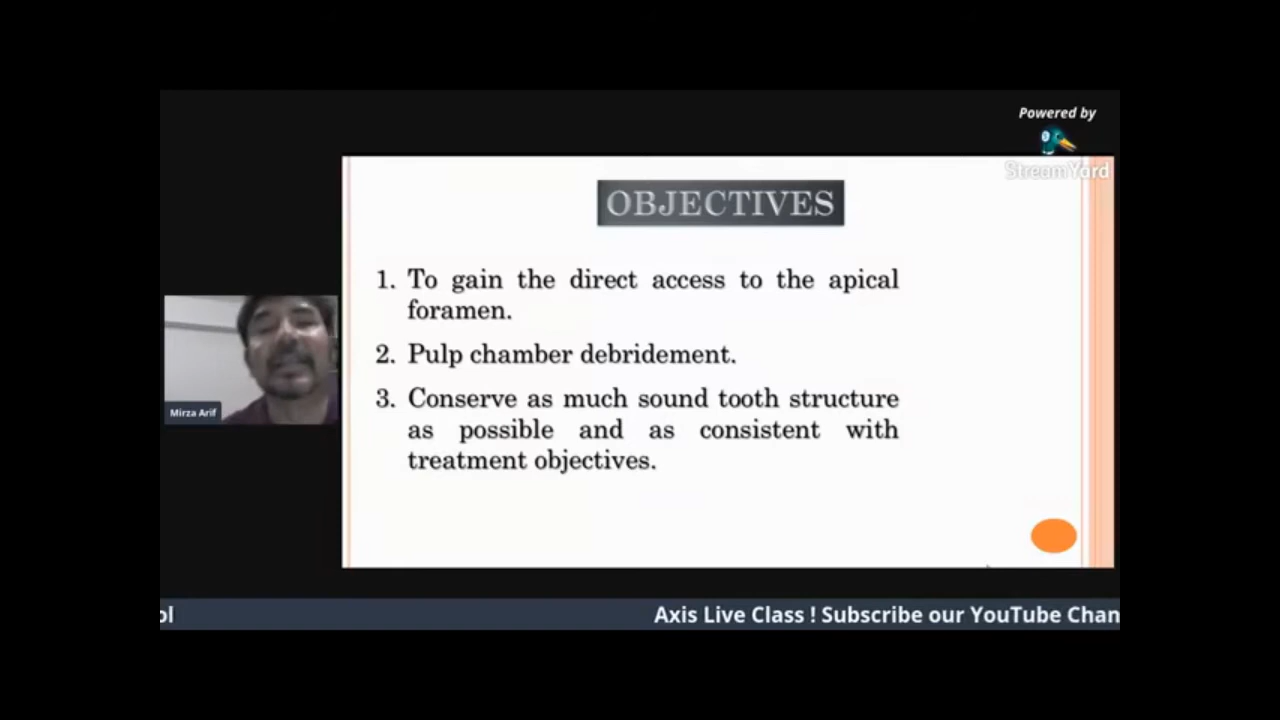 Powered by
StreamYard
OBJECTIVES
1. To gain the direct access to the apical
foramen.
2. Pulp chamber debridement.
3. Conserve as much sound tooth structure
as possible and as consistent with
treatment objectives.
Mirza Arif
ol Axis Live Class ! Subscribe our YouTube Chan